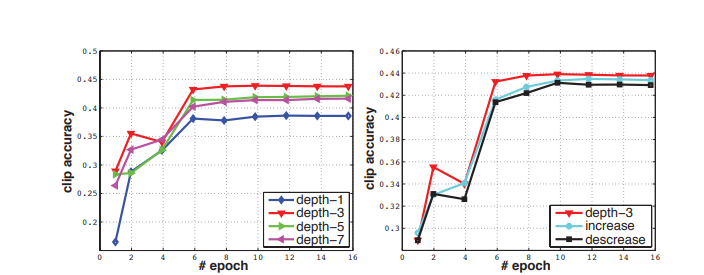 0.5
0.45
0.4
0.35
0.3
0.25
0.2
clip accuracy
0 2 4 6 8 10 12 14 16
# epoch
depth-1
depth-3
depth-5
depth-7
0.46
0.44
0.42
0.4
0.38
0.36
0.34
0.32
0.3
clip accuracy
0 2 4 6 8 10 12 14 16
# epoch
depth-3
increase
descrease